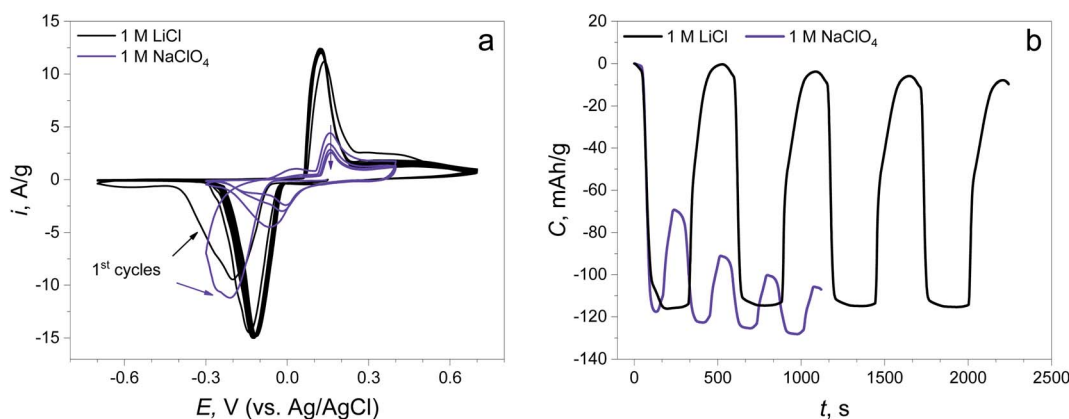 a
1 M LiCl
1 M NaClO₄
15
10
5
0
-5
-10
-15
i, A/g
1ˢᵗ cycles
-0.6
-0.3
0.0
0.3
0.6
E, V (vs. Ag/AgCl)
b
1 M LiCl
1 M NaClO₄
20
0
-20
-40
-60
-80
-100
-120
-140
C, mAh/g
0
500
1000
1500
2000
2500
t, s